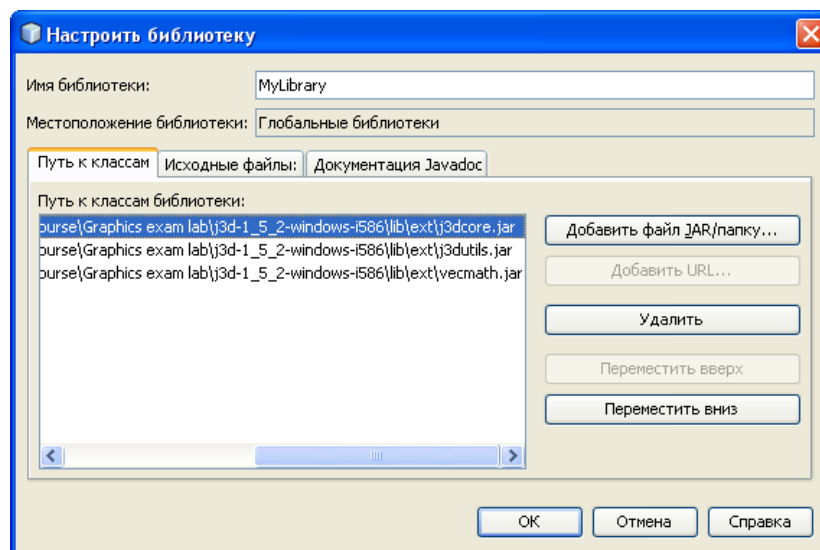 Настроить библиотеку
Имя библиотеки: MyLibrary
Местоположение библиотеки: Глобальные библиотеки
Путь к классам Исходные файлы: Документация Javadoc
Путь к классам библиотеки:
ourse\Graphics exam lab\j3d-1_5_2-windows-i586\lib\ext\j3dcore.jar
ourse\Graphics exam lab\j3d-1_5_2-windows-i586\lib\ext\j3dutils.jar
ourse\Graphics exam lab\j3d-1_5_2-windows-i586\lib\ext\vecmath.jar
Добавить файл JAR/папку...
Добавить URL...
Удалить
Переместить вверх
Переместить вниз
ОК Отмена Справка